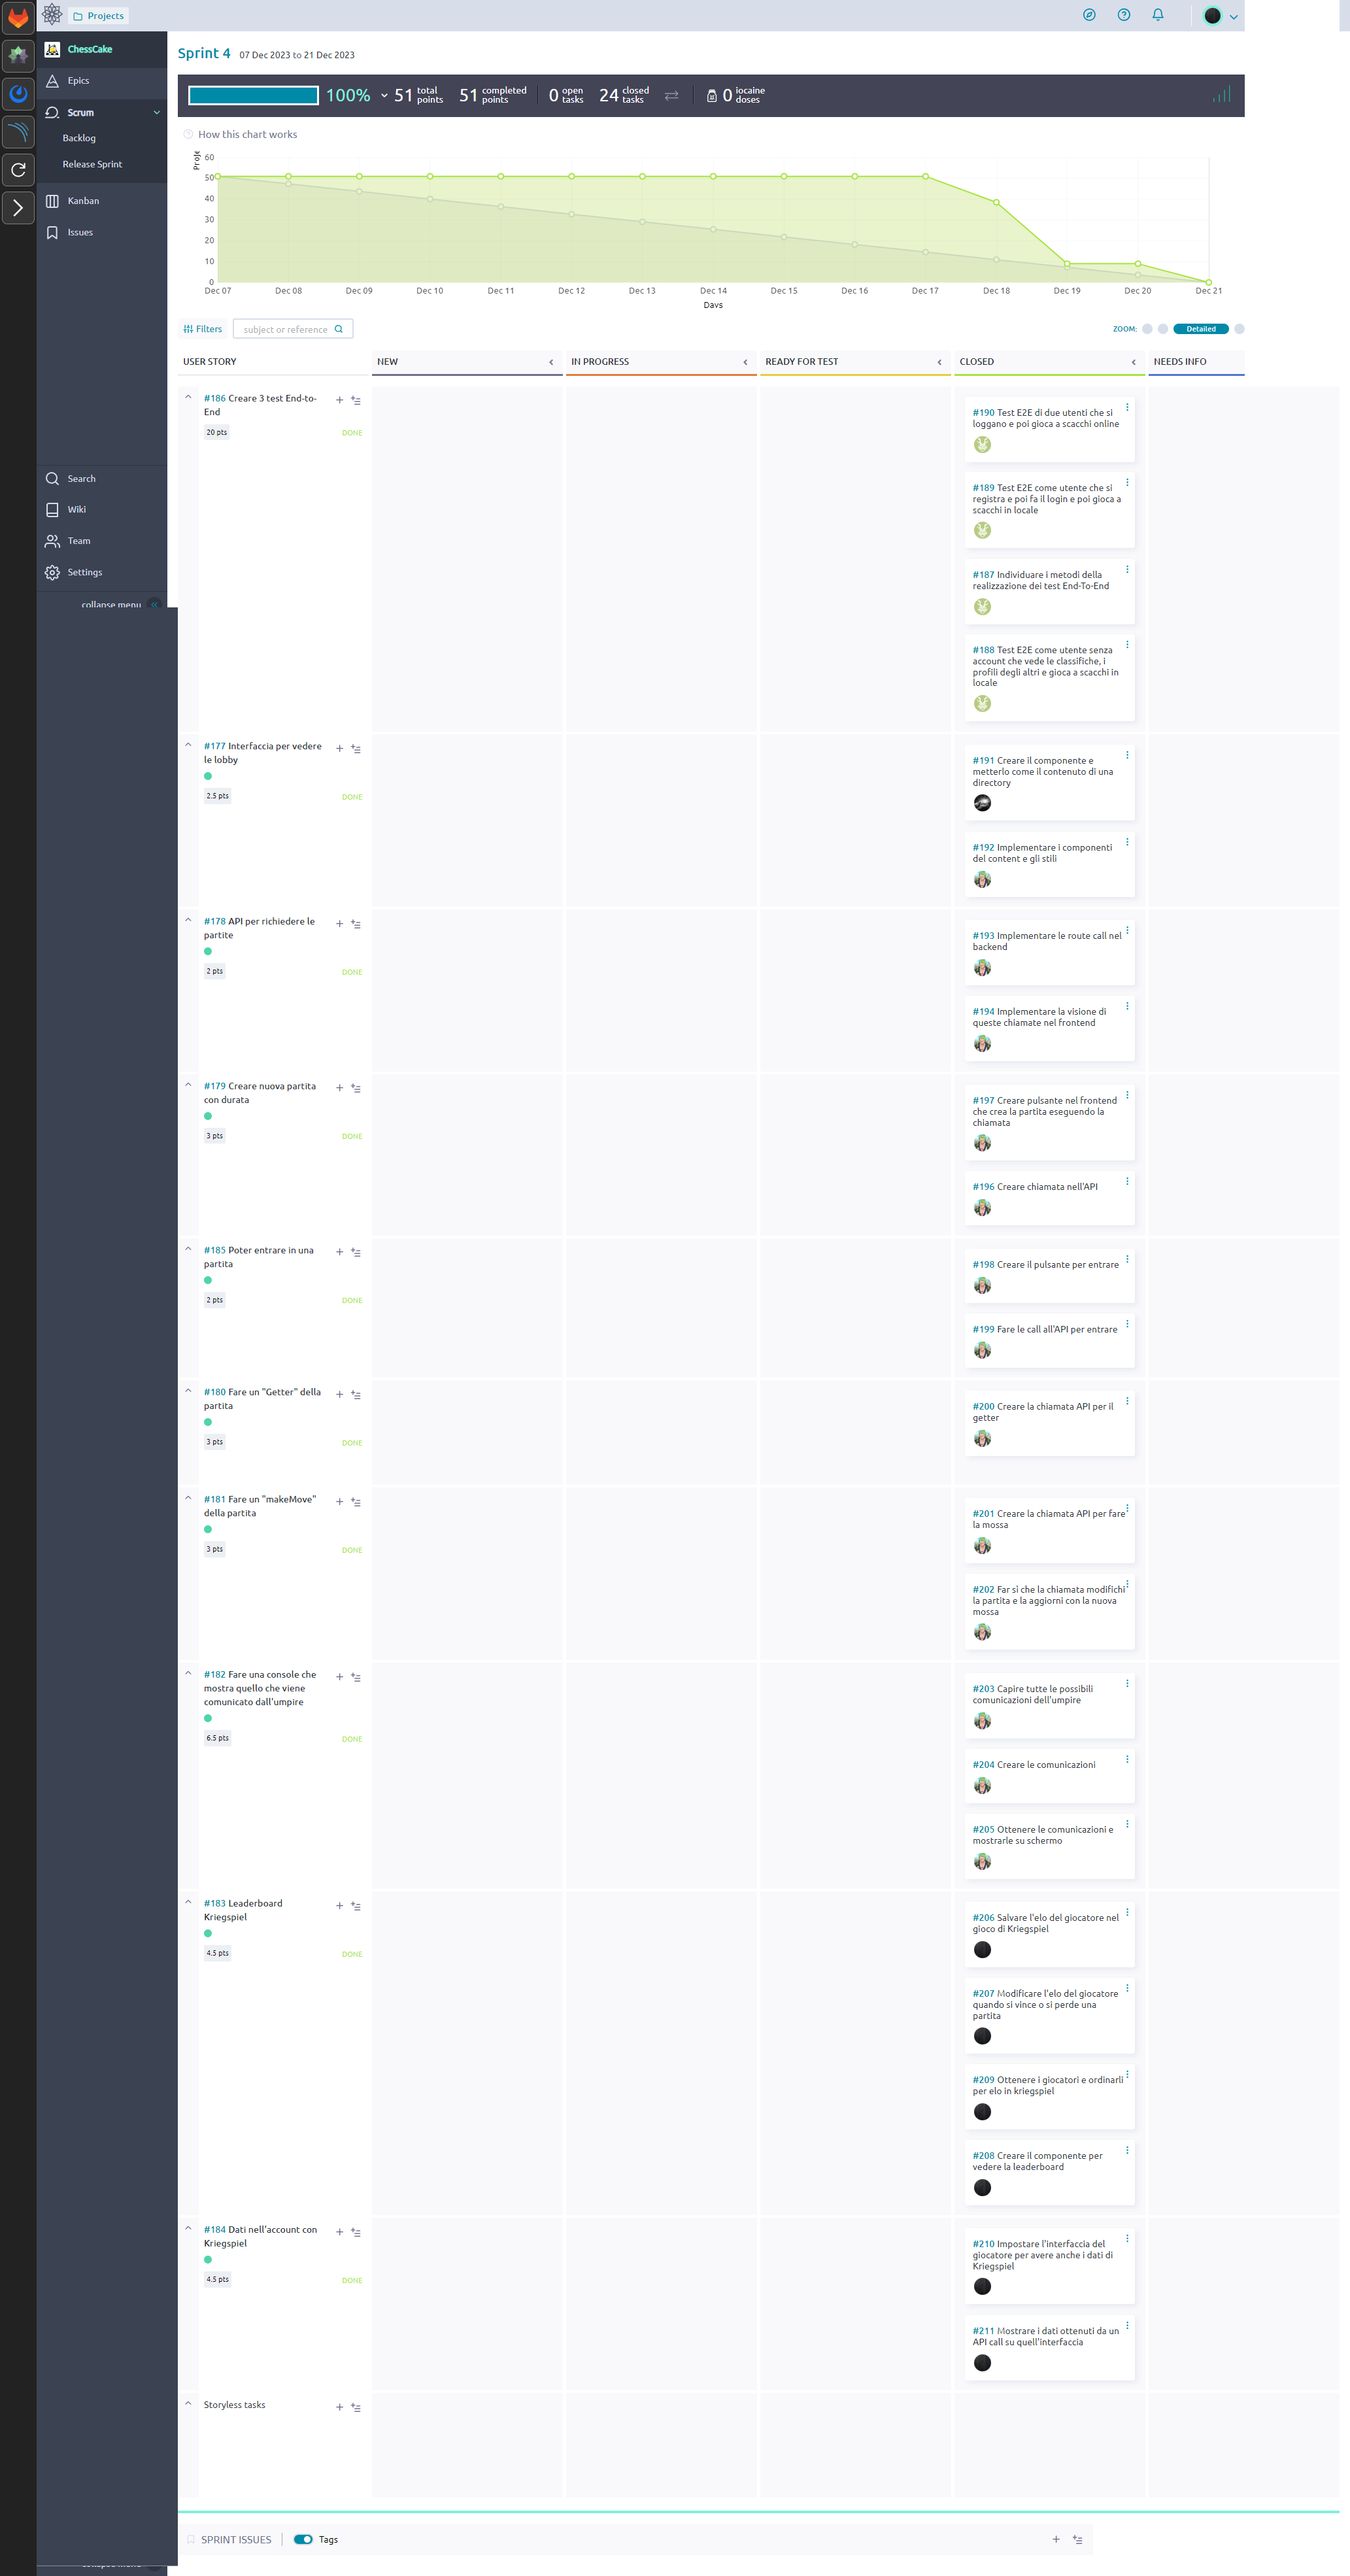 Projects
ChessCake
Epics
Scrum
Backlog
Release Sprint
Kanban
Issues
Search
Wiki
Team
Settings
collapse menu
Sprint 4 07 Dec 2023 to 21 Dec 2023
100% 51 total points 51 completed points 0 open tasks 24 closed tasks 0 iocaine doses
How this chart works
60
50
40
30
20
10
0
Dec 07 Dec 08 Dec 09 Dec 10 Dec 11 Dec 12 Dec 13 Dec 14 Dec 15 Dec 16 Dec 17 Dec 18 Dec 19 Dec 20 Dec 21
Days
Filters subject or reference ZOOM: Detailed
USER STORY NEW IN PROGRESS READY FOR TEST CLOSED NEEDS INFO
#186 Creare 3 test End-to-
End
20 pts DONE
#190 Test E2E di due utenti che si
loggano e poi gioca a scacchi online
#189 Test E2E come utente che si
registra e poi fa il login e poi gioca a
scacchi in locale
#187 Individuare i metodi della
realizzazione dei test End-To-End
#188 Test E2E come utente senza
account che vede le classifiche, i
profili degli altri e gioca a scacchi in
locale
#177 Interfaccia per vedere
le lobby
2.5 pts DONE
#191 Creare il componente e
metterlo come il contenuto di una
directory
#192 Implementare i componenti
del content e gli stili
#178 API per richiedere le
partite
2 pts DONE
#193 Implementare le route call nel
backend
#194 Implementare la visione di
queste chiamate nel frontend
#179 Creare nuova partita
con durata
3 pts DONE
#197 Creare pulsante nel frontend
che crea la partita eseguendo la
chiamata
#196 Creare chiamata nell'API
#185 Poter entrare in una
partita
2 pts DONE
#198 Creare il pulsante per entrare
#199 Fare le call all'API per entrare
#180 Fare un "Getter" della
partita
3 pts DONE
#200 Creare la chiamata API per il
getter
#181 Fare un "makeMove"
della partita
3 pts DONE
#201 Creare la chiamata API per fare
la mossa
#202 Far sì che la chiamata modifichi
la partita e la aggiorni con la nuova
mossa
#182 Fare una console che
mostra quello che viene
comunicato dall'umpire
6.5 pts DONE
#203 Capire tutte le possibili
comunicazioni dell'umpire
#204 Creare le comunicazioni
#205 Ottenere le comunicazioni e
mostrarle su schermo
#183 Leaderboard
Kriegspiel
4.5 pts DONE
#206 Salvare l'elo del giocatore nel
gioco di Kriegspiel
#207 Modificare l'elo del giocatore
quando si vince o si perde una
partita
#209 Ottenere i giocatori e ordinarli
per elo in kriegspiel
#208 Creare il componente per
vedere la leaderboard
#184 Dati nell'account con
Kriegspiel
4.5 pts DONE
#210 Impostare l'interfaccia del
giocatore per avere anche i dati di
Kriegspiel
#211 Mostrare i dati ottenuti da un
API call su quell'interfaccia
Storyless tasks
SPRINT ISSUES Tags